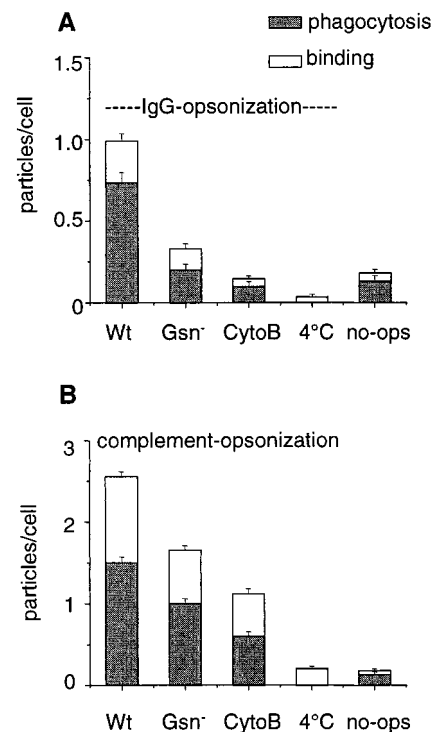 A
phagocytosis
binding
1.5
-----IgG-opsonization-----
1.0
0.5
0
particles/cell
Wt Gsn- CytoB 4°C no-ops
B
3
complement-opsonization
2
1
0
particles/cell
Wt Gsn- CytoB 4°C no-ops